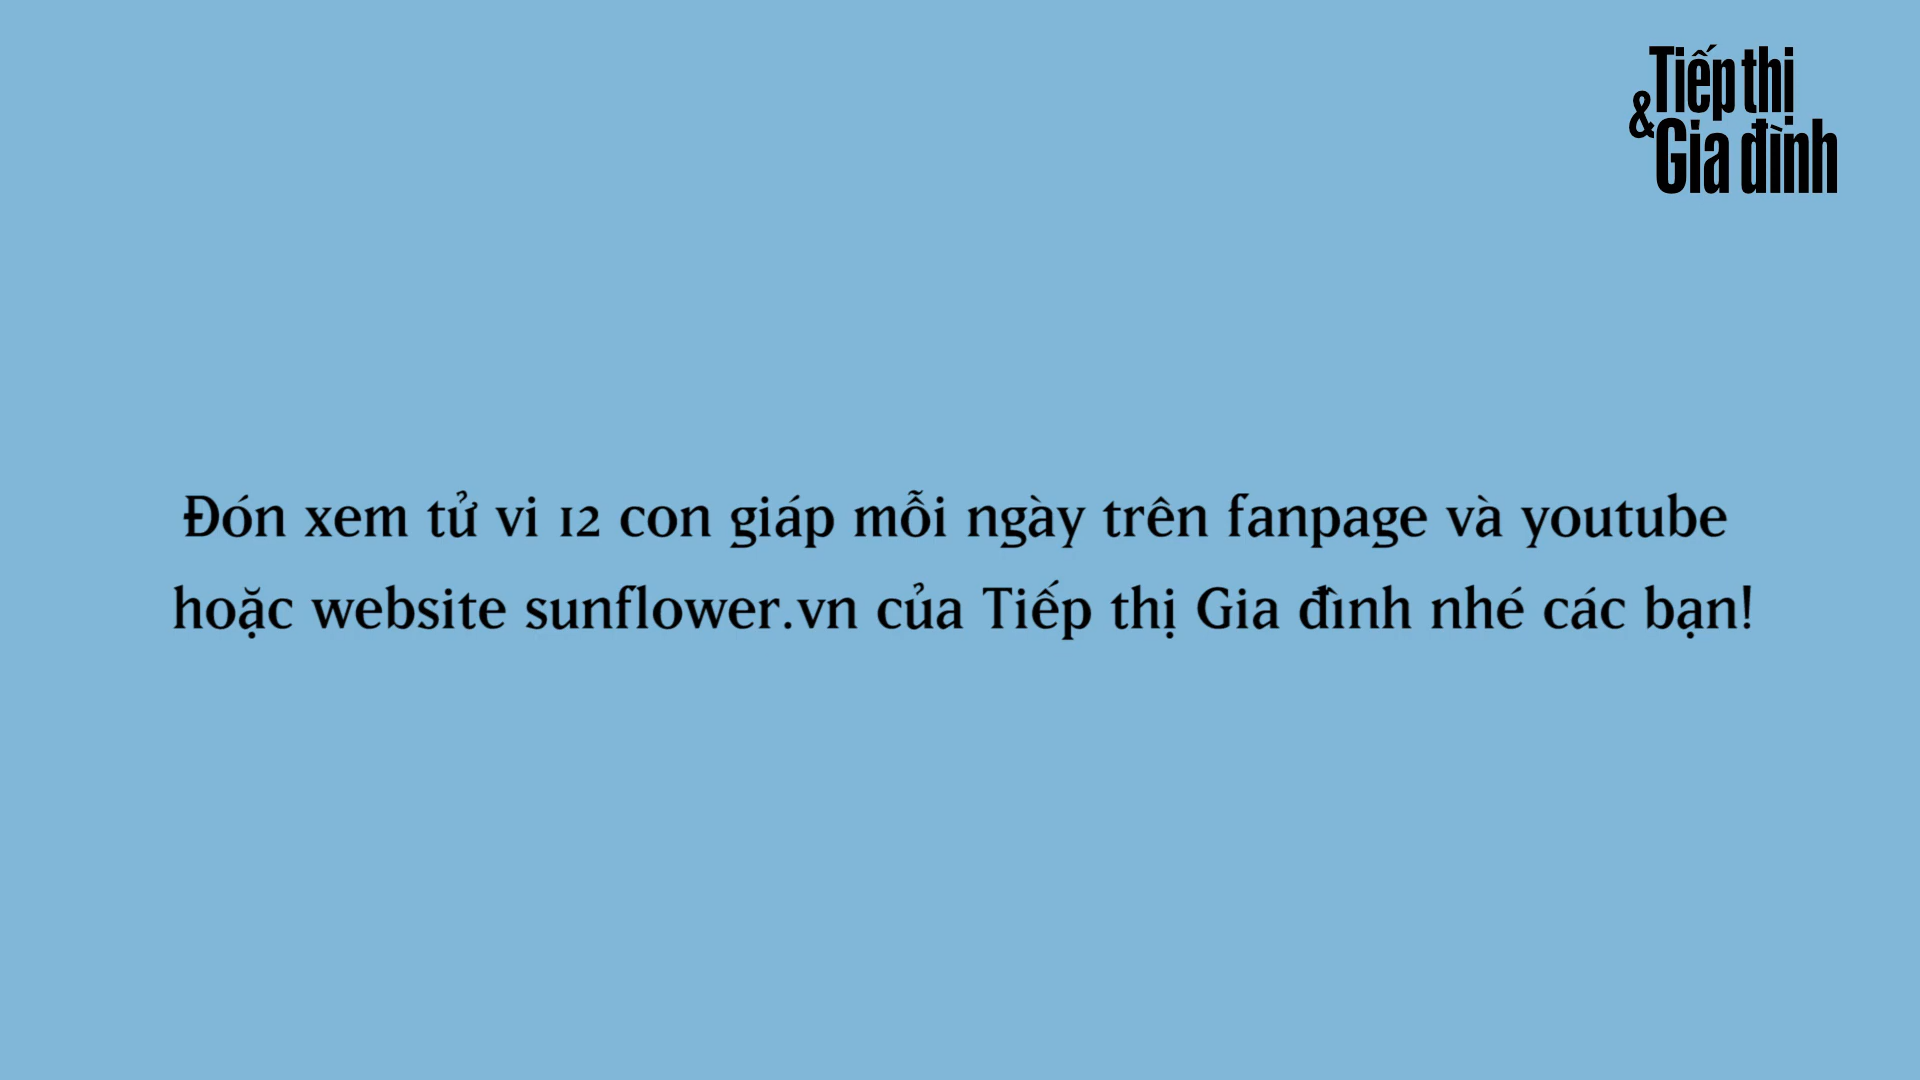 Tiếp thị
& Gia đình
Đón xem tử vi 12 con giáp mỗi ngày trên fanpage và youtube
hoặc website sunflower.vn của Tiếp thị Gia đình nhé các bạn!